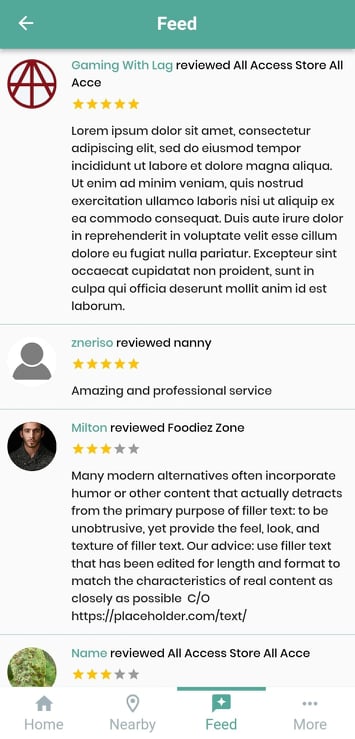 Feed
Gaming With Lag reviewed All Access Store All
Acce
Lorem ipsum dolor sit amet, consectetur
adipiscing elit, sed do eiusmod tempor
incididunt ut labore et dolore magna aliqua.
Ut enim ad minim veniam, quis nostrud
exercitation ullamco laboris nisi ut aliquip ex
ea commodo consequat. Duis aute irure dolor
in reprehenderit in voluptate velit esse cillum
dolore eu fugiat nulla pariatur. Excepteur sint
occaecat cupidatat non proident, sunt in
culpa qui officia deserunt mollit anim id est
laborum.
zneriso reviewed nanny
Amazing and professional service
Milton reviewed Foodiez Zone
Many modern alternatives often incorporate
humor or other content that actually detracts
from the primary purpose of filler text: to be
unobtrusive, yet provide the feel, look, and
texture of filler text. Our advice: use filler text
that has been edited for length and format to
match the characteristics of real content as
closely as possible  C/O
https://placeholder.com/text/
Name reviewed All Access Store All Acce
Home
Nearby
Feed
More